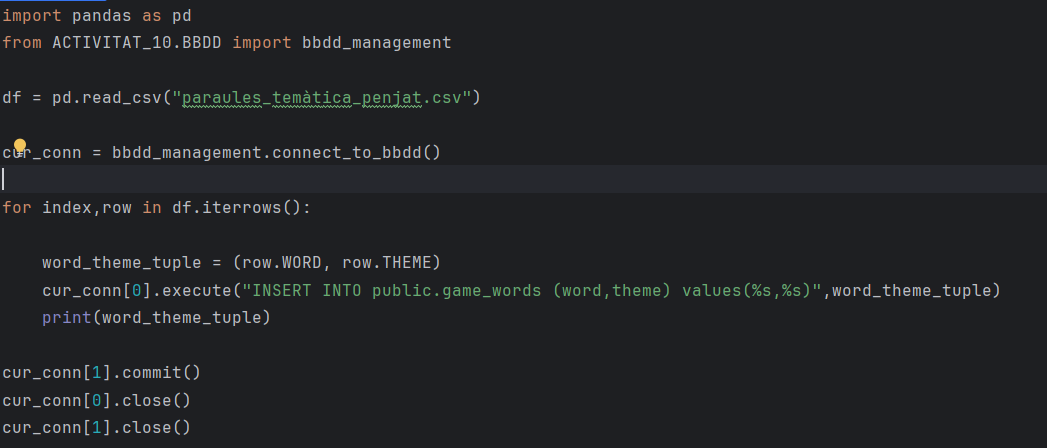 import pandas as pd
from ACTIVITAT_10.BBDD import bbdd_management
df = pd.read_csv("paraules_temàtica_penjat.csv")
cur_conn = bbdd_management.connect_to_bbdd()
for index,row in df.iterrows():
word_theme_tuple = (row.WORD, row.THEME)
cur_conn[0].execute("INSERT INTO public.game_words (word,theme) values(%s,%s)",word_theme_tuple)
print(word_theme_tuple)
cur_conn[1].commit()
cur_conn[0].close()
cur_conn[1].close()